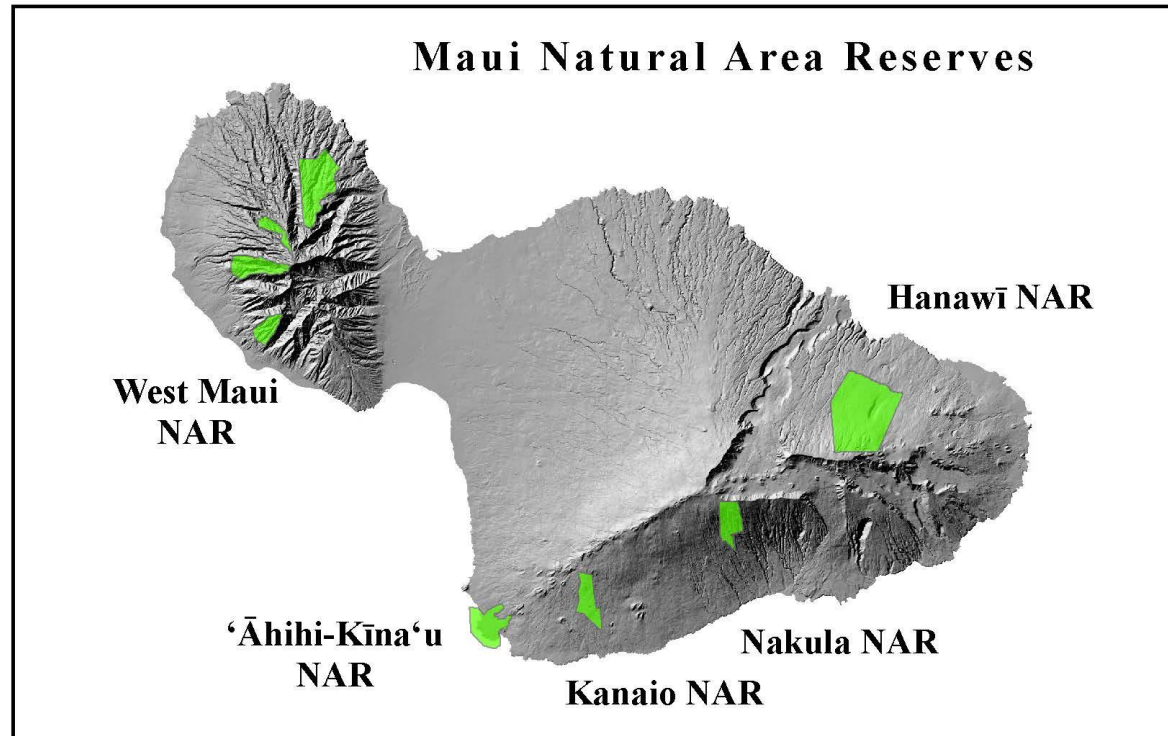 Maui Natural Area Reserves
Hanawī NAR
West Maui
NAR
ʻĀhihi-Kīnaʻu
NAR
Nakula NAR
Kanaio NAR